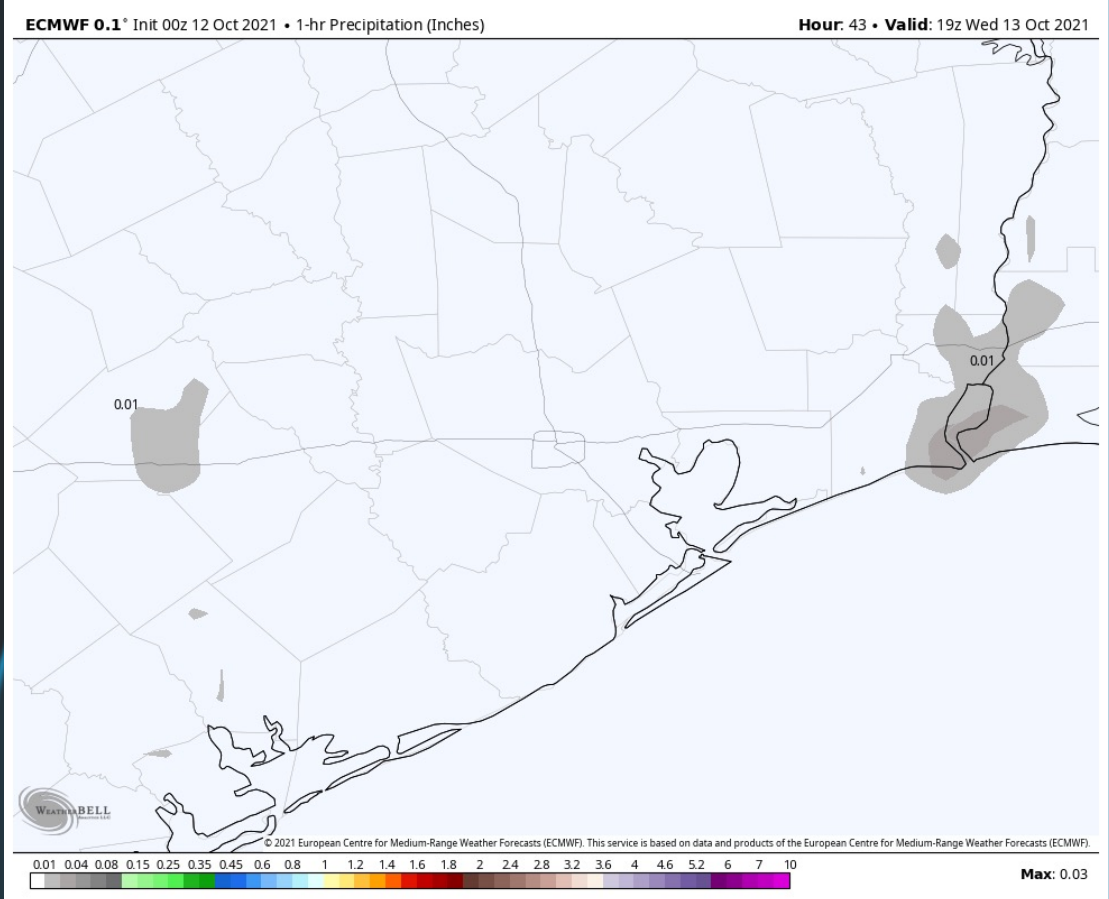 ECMWF 0.1° Init 00z 12 Oct 2021 • 1-hr Precipitation (Inches) Hour: 43 • Valid: 19z Wed 13 Oct 2021
0.01
0.01
WEATHERBELL
© 2021 European Centre for Medium-Range Weather Forecasts (ECMWF). This service is based on data and products of the European Centre for Medium-Range Weather Forecasts (ECMWF).
0.01 0.04 0.08 0.15 0.25 0.35 0.45 0.6 0.8 1 1.2 1.4 1.6 1.8 2 2.4 2.8 3.2 3.6 4 4.6 5.2 6 7 10
Max: 0.03